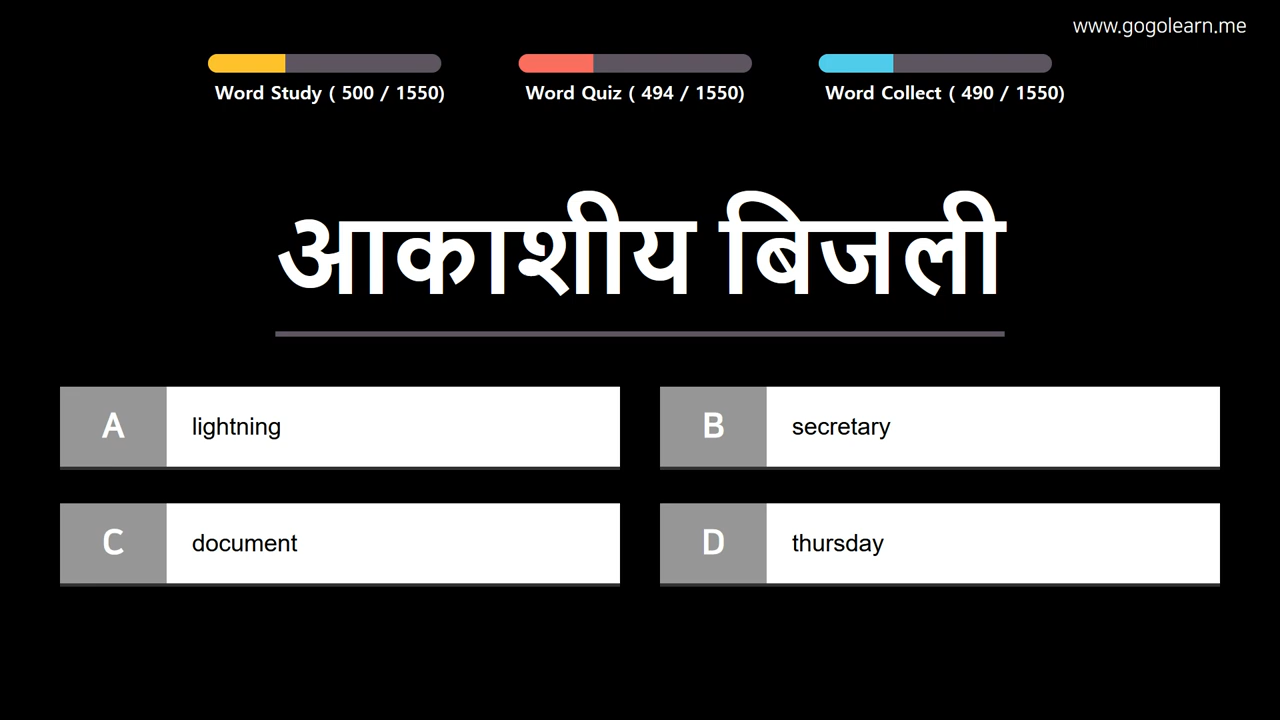 www.gogolearn.me
Word Study ( 500 / 1550)
Word Quiz ( 494 / 1550)
Word Collect ( 490 / 1550)
आकाशीय बिजली
A lightning
B secretary
C document
D thursday